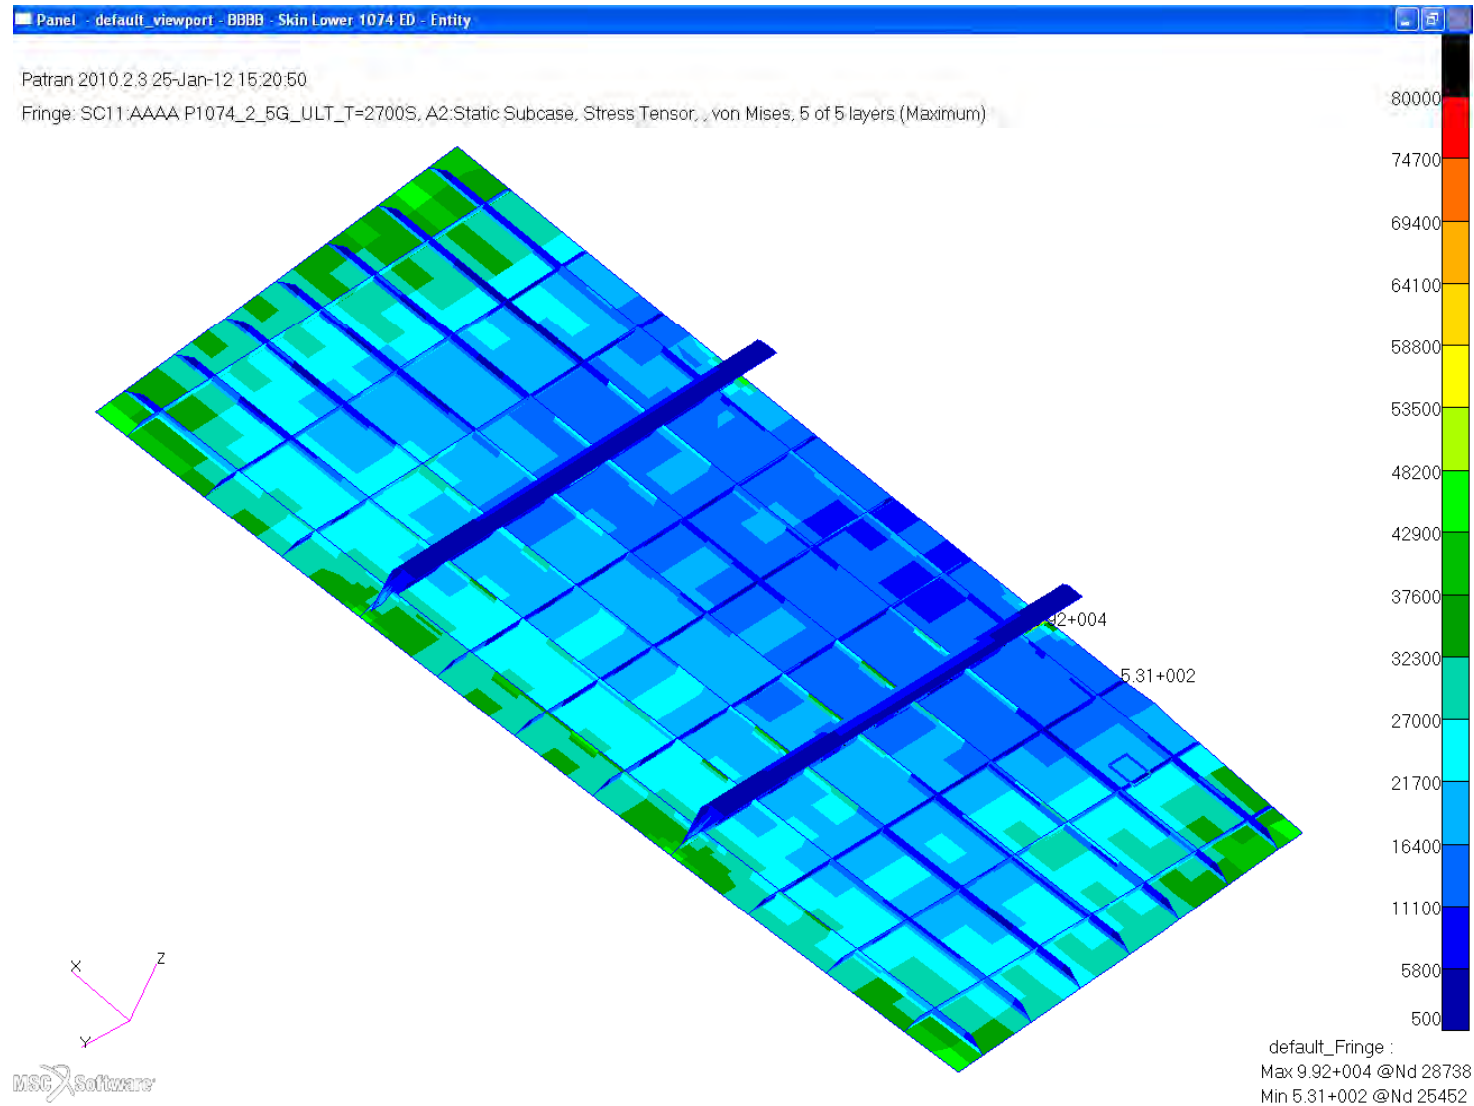 Panel - default_viewport - BBBB - Skin Lower 1074 ED - Entity
Patran 2010.2.3 25-Jan-12 15:20:50
Fringe: SC11:AAAA P1074_2_5G_ULT_T=2700S, A2:Static Subcase, Stress Tensor, , von Mises, 5 of 5 layers (Maximum)
80000
74700
69400
64100
58800
53500
48200
42900
37600
32300
27000
21700
16400
11100
5800
500
92+004
5.31+002
X
Z
Y
MSC Software
default_Fringe :
Max 9.92+004 @Nd 28738
Min 5.31+002 @Nd 25452